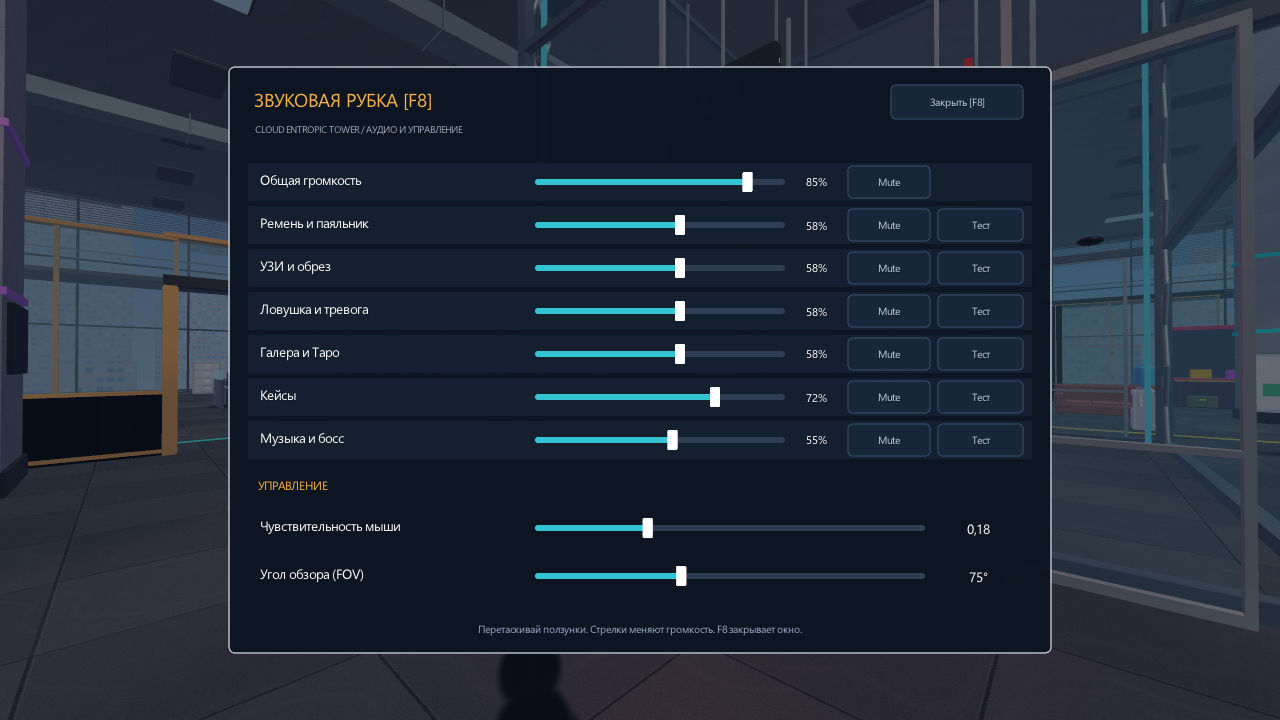 ЗВУКОВАЯ РУБКА [F8]
Закрыть [F8]
CLOUD ENTROPIC TOWER / АУДИО И УПРАВЛЕНИЕ
Общая громкость 85% Mute
Ремень и паяльник 58% Mute Тест
УЗИ и обрез 58% Mute Тест
Ловушка и тревога 58% Mute Тест
Галера и Таро 58% Mute Тест
Кейсы 72% Mute Тест
Музыка и босс 55% Mute Тест
УПРАВЛЕНИЕ
Чувствительность мыши 0,18
Угол обзора (FOV) 75°
Перетаскивай ползунки. Стрелки меняют громкость. F8 закрывает окно.